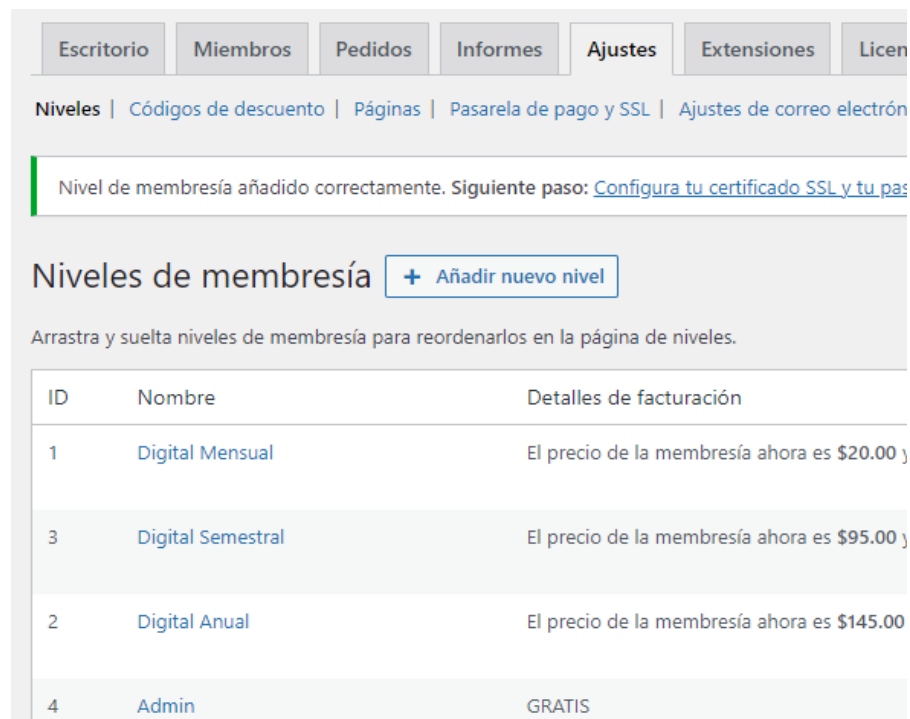 Escritorio Miembros Pedidos Informes Ajustes Extensiones Licen
Niveles | Códigos de descuento | Páginas | Pasarela de pago y SSL | Ajustes de correo electrón
Nivel de membresía añadido correctamente. Siguiente paso: Configura tu certificado SSL y tu pas
Niveles de membresía + Añadir nuevo nivel
Arrastra y suelta niveles de membresía para reordenarlos en la página de niveles.
ID Nombre Detalles de facturación
1 Digital Mensual El precio de la membresía ahora es $20.00 y
3 Digital Semestral El precio de la membresía ahora es $95.00 y
2 Digital Anual El precio de la membresía ahora es $145.00
4 Admin GRATIS